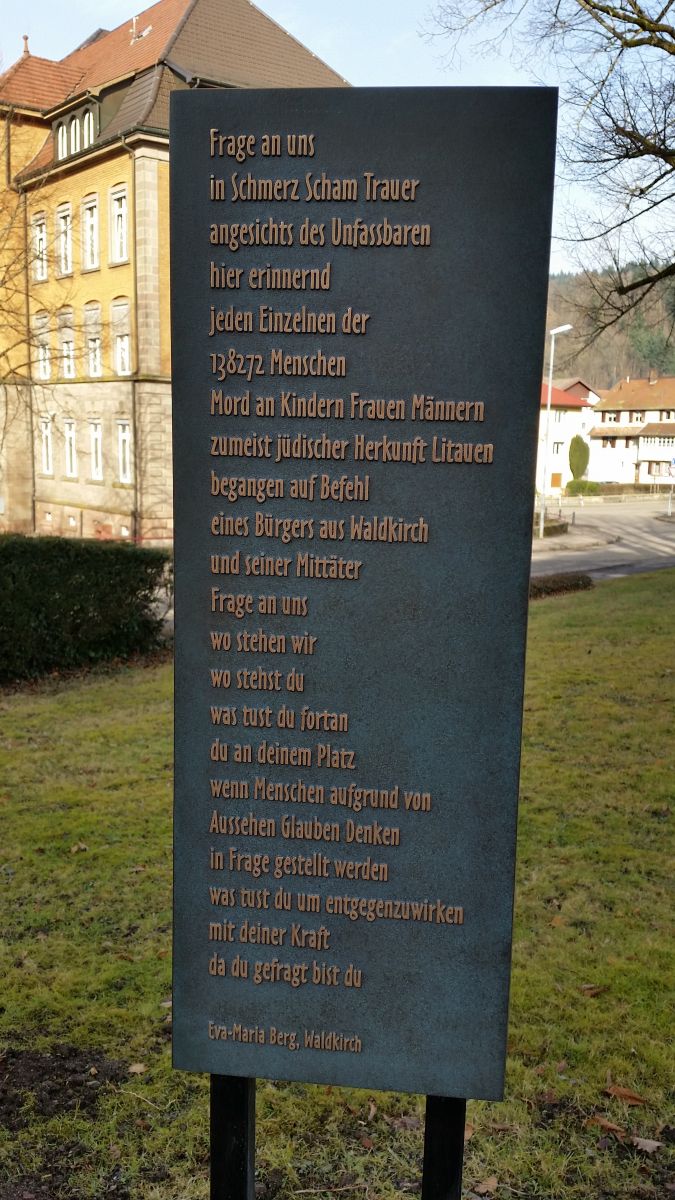 Frage an uns
in Schmerz Scham Trauer
angesichts des Unfassbaren
hier erinnernd
jeden Einzelnen der
138272 Menschen
Mord an Kindern Frauen Männern
zumeist jüdischer Herkunft Litauen
begangen auf Befehl
eines Bürgers aus Waldkirch
und seiner Mittäter
Frage an uns
wo stehen wir
wo stehst du
was tust du fortan
du an deinem Platz
wenn Menschen aufgrund von
Aussehen Glauben Denken
in Frage gestellt werden
was tust du um entgegenzuwirken
mit deiner Kraft
da du gefragt bist du
Eva-Maria Berg, Waldkirch